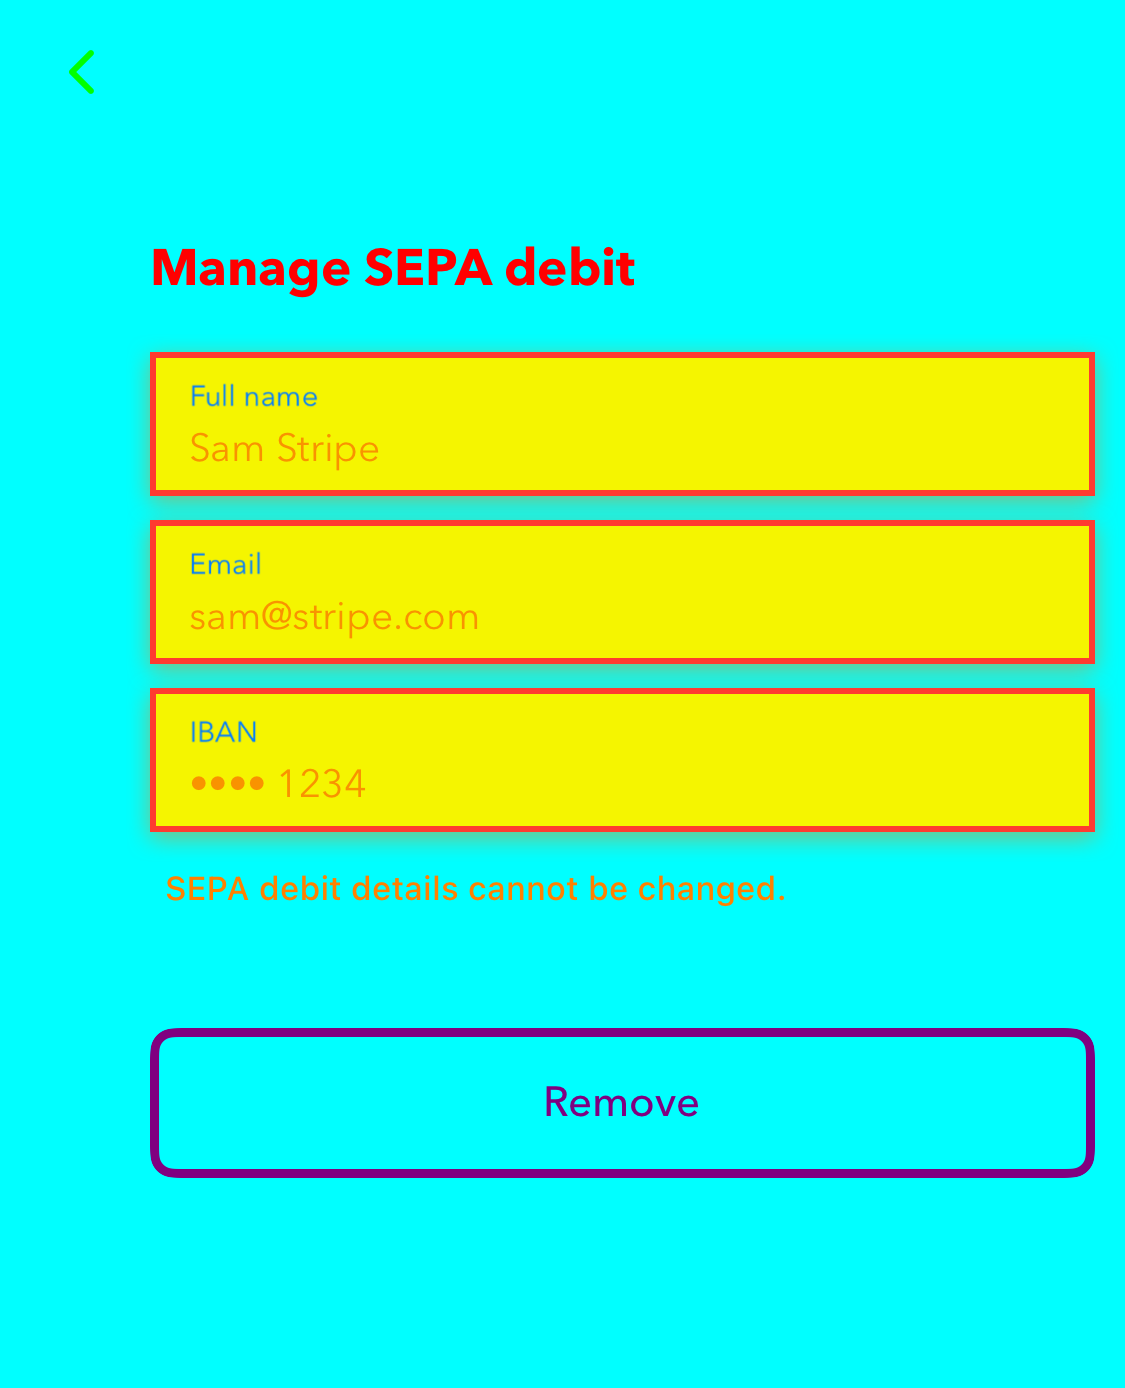 Manage SEPA debit
Full name
Sam Stripe
Email
sam@stripe.com
IBAN
•••• 1234
SEPA debit details cannot be changed.
Remove